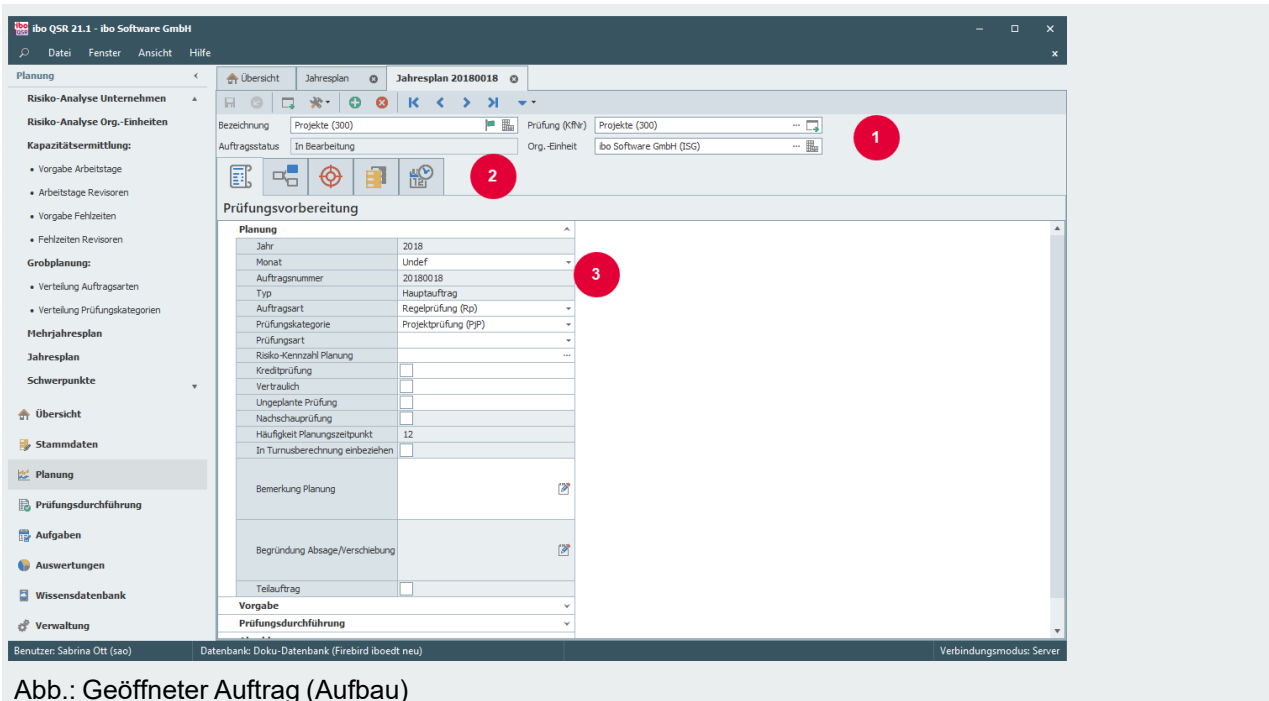 ibo QSR 21.1 - ibo Software GmbH
Datei Fenster Ansicht Hilfe
Planung
Risiko-Analyse Unternehmen
Risiko-Analyse Org.-Einheiten
Kapazitätsermittlung:
• Vorgabe Arbeitstage
• Arbeitstage Revisoren
• Vorgabe Fehlzeiten
• Fehlzeiten Revisoren
Grobplanung:
• Verteilung Auftragsarten
• Verteilung Prüfungskategorien
Mehrjahresplan
Jahresplan
Schwerpunkte
Übersicht
Stammdaten
Planung
Prüfungsdurchführung
Aufgaben
Auswertungen
Wissensdatenbank
Verwaltung
Übersicht Jahresplan Jahresplan 20180018
Bezeichnung Projekte (300) Prüfung (KfNr) Projekte (300)
Auftragsstatus In Bearbeitung Org.-Einheit ibo Software GmbH (ISG)
1
2
Prüfungsvorbereitung
Planung
Jahr 2018
Monat Undef
3
Auftragsnummer 20180018
Typ Hauptauftrag
Auftragsart Regelprüfung (Rp)
Prüfungskategorie Projektprüfung (PjP)
Prüfungsart
Risiko-Kennzahl Planung
Kreditprüfung
Vertraulich
Ungeplante Prüfung
Nachschauprüfung
Häufigkeit Planungszeitpunkt 12
In Turnusberechnung einbeziehen
Bemerkung Planung
Begründung Absage/Verschiebung
Teilauftrag
Vorgabe
Prüfungsdurchführung
Benutzer: Sabrina Ott (sao) Datenbank: Doku-Datenbank (Firebird iboedt neu) Verbindungsmodus: Server
Abb.: Geöffneter Auftrag (Aufbau)